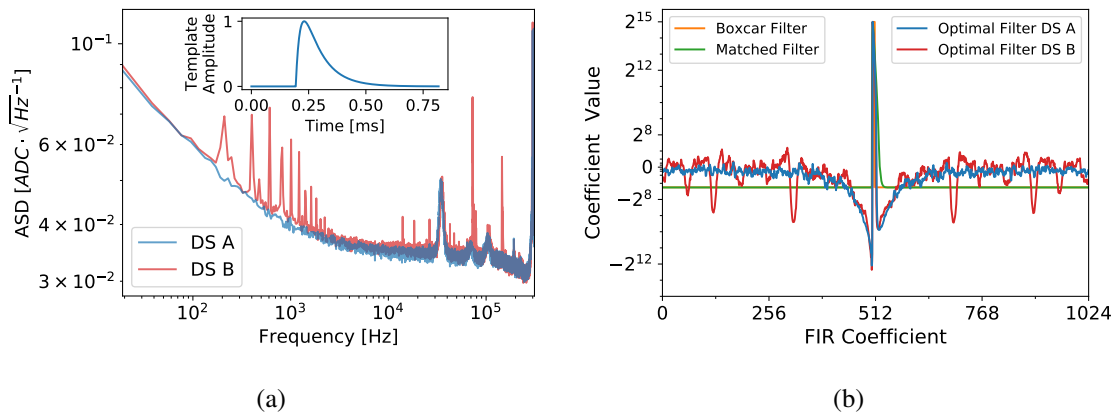 10⁻¹
6 × 10⁻²
4 × 10⁻²
3 × 10⁻²
ASD [ADC · √Hz⁻¹]
Template
Amplitude
1
0
0.00 0.25 0.50 0.75
Time [ms]
DS A
DS B
10² 10³ 10⁴ 10⁵
Frequency [Hz]
(a)
Coefficient Value
2¹⁵
2¹²
2⁸
0
−2⁸
−2¹²
−2¹⁵
Boxcar Filter
Matched Filter
Optimal Filter DS A
Optimal Filter DS B
0 256 512 768 1024
FIR Coefficient
(b)